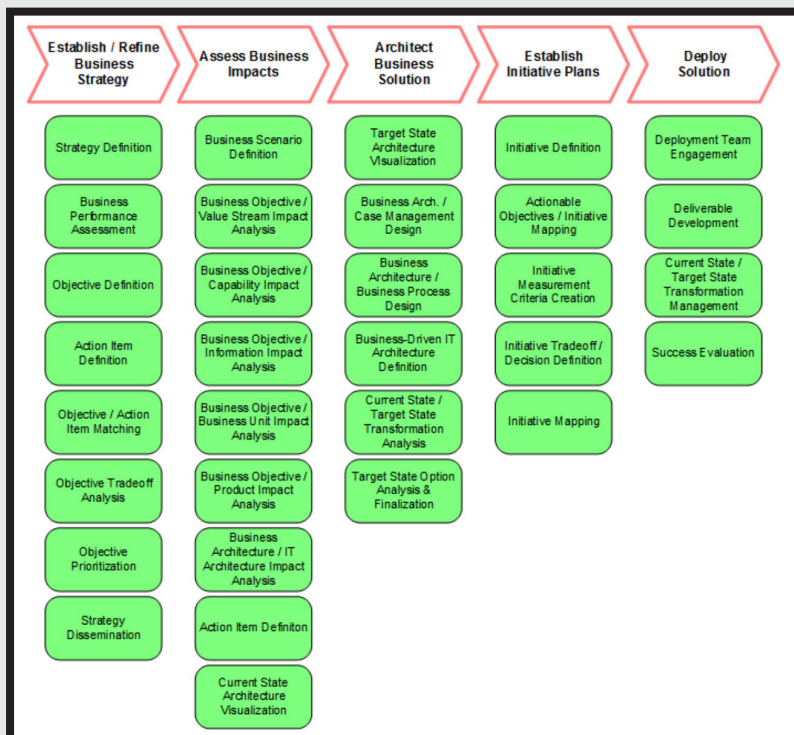 Establish / Refine
Business
Strategy
Assess Business
Impacts
Architect
Business
Solution
Establish
Initiative Plans
Deploy
Solution
Strategy Definition
Business
Performance
Assessment
Objective Definition
Action Item
Definition
Objective / Action
Item Matching
Objective Tradeoff
Analysis
Objective
Prioritization
Strategy
Dissemination
Business Scenario
Definition
Business Objective /
Value Stream Impact
Analysis
Business Objective /
Capability Impact
Analysis
Business Objective /
Information Impact
Analysis
Business Objective /
Business Unit Impact
Analysis
Business Objective /
Product Impact
Analysis
Business
Architecture / IT
Architecture Impact
Analysis
Action Item Definiton
Current State
Architecture
Visualization
Target State
Architecture
Visualization
Business Arch. /
Case Management
Design
Business
Architecture /
Business Process
Design
Business-Driven IT
Architecture
Definition
Current State /
Target State
Transformation
Analysis
Target State Option
Analysis &
Finalization
Initiative Definition
Actionable
Objectives / Initiative
Mapping
Initiative
Measurement
Criteria Creation
Initiative Tradeoff /
Decision Definition
Initiative Mapping
Deployment Team
Engagement
Deliverable
Development
Current State /
Target State
Transformation
Management
Success Evaluation